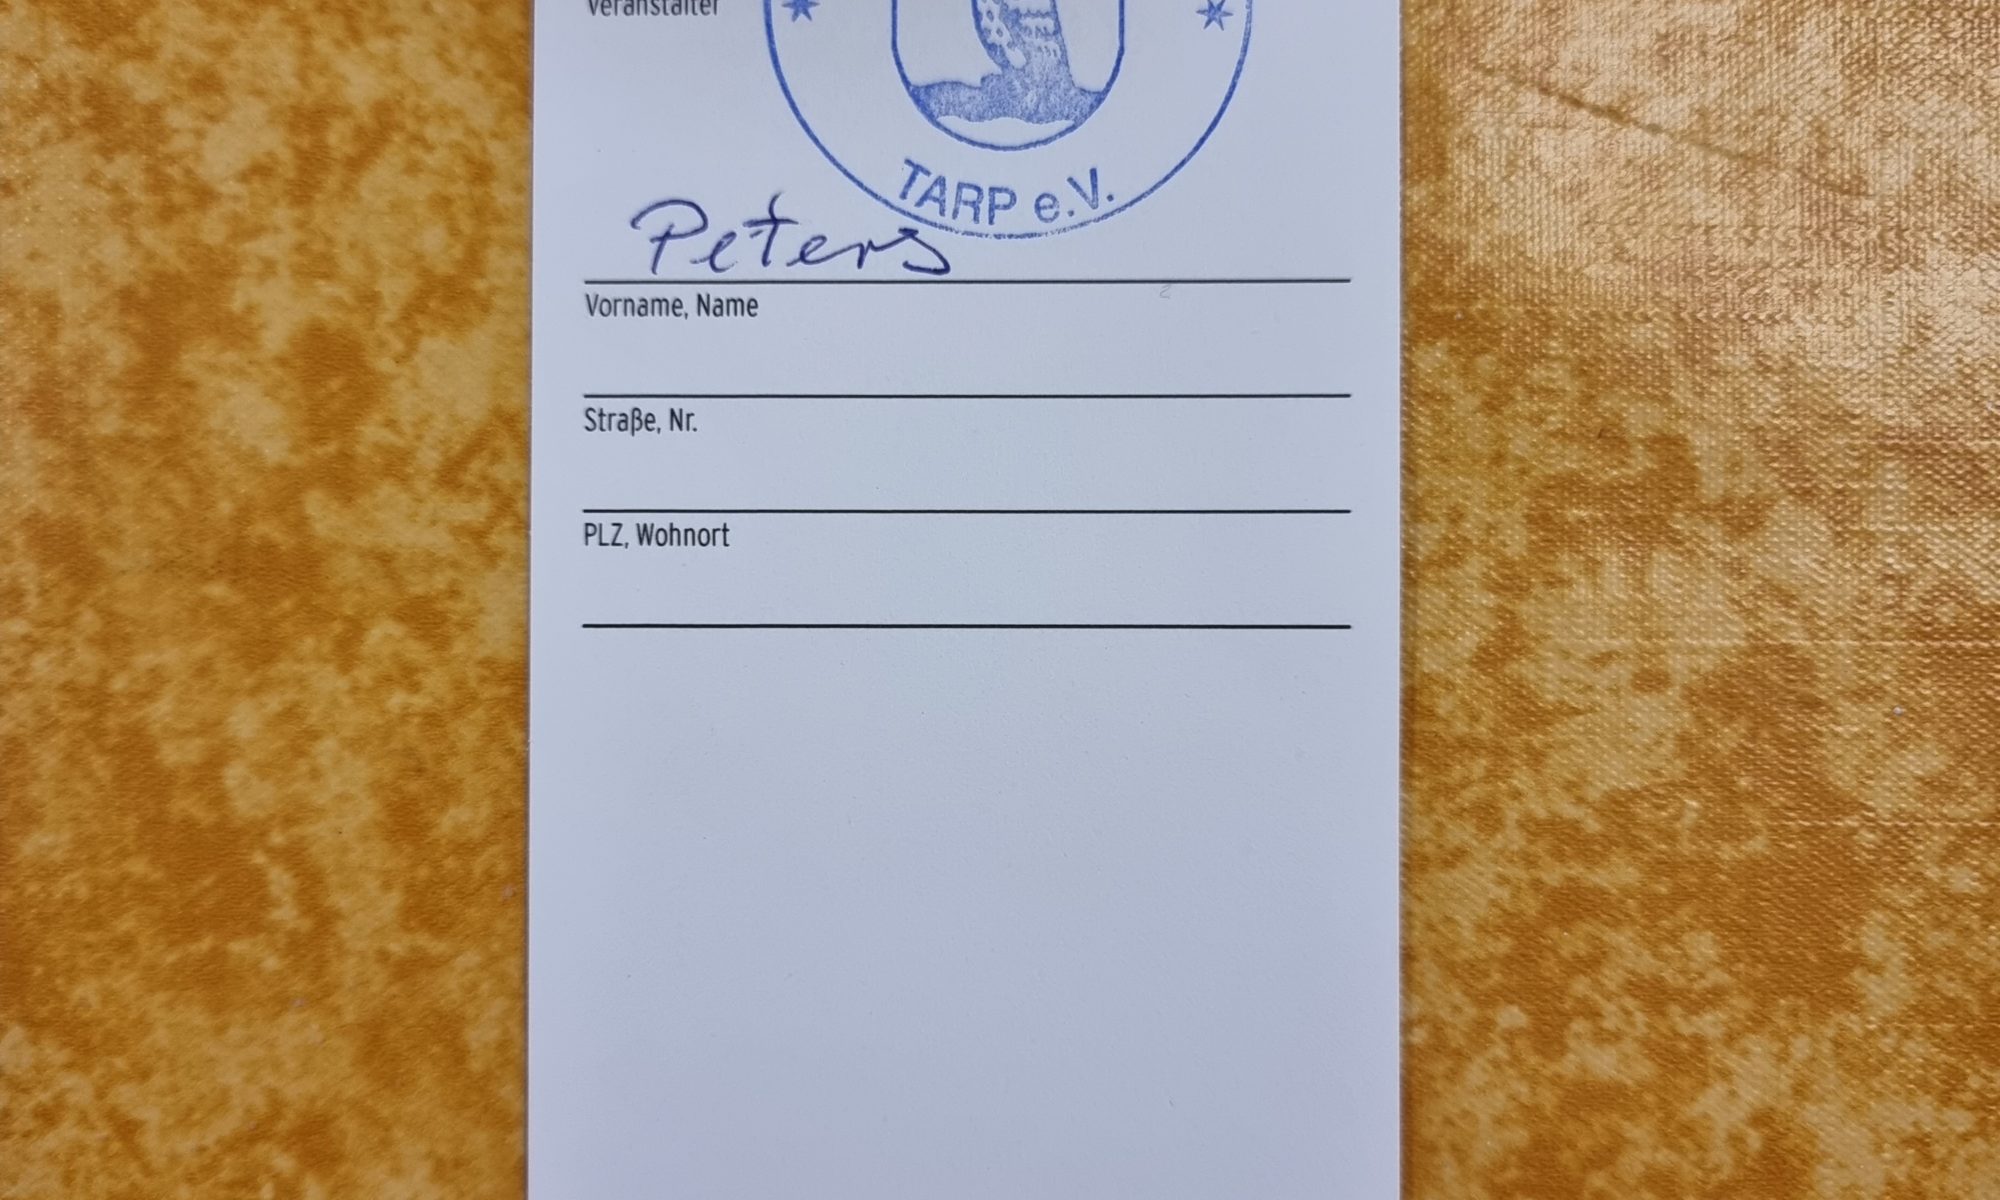 Veranstalter
TARP e.V.
Peters
Vorname, Name
Straße, Nr.
PLZ, Wohnort